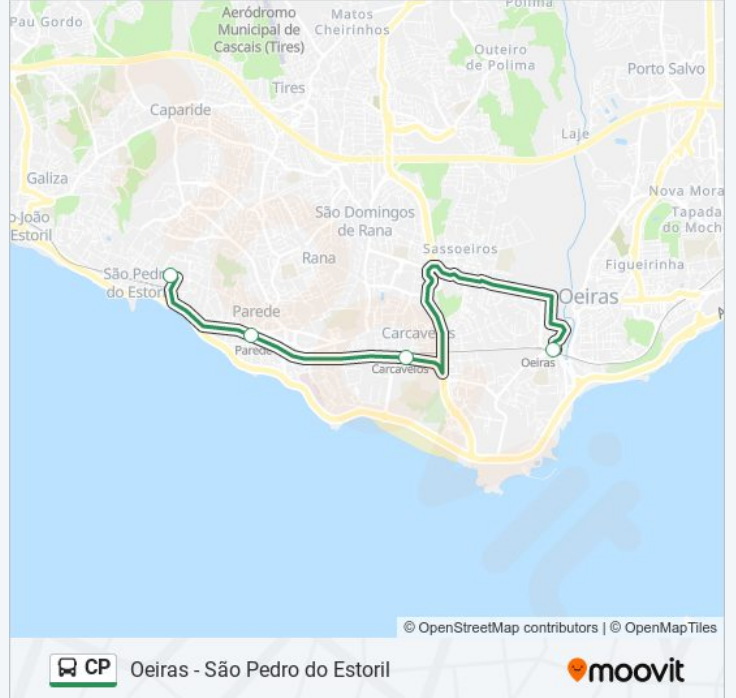 Polima
Pau Gordo
Aeródromo
Municipal de
Cascais (Tires)
Matos
Cheirinhos
Outeiro
de Polima
Porto Salvo
Tires
Caparide
Laje
Galiza
Nova Mora
São Domingos
de Rana
Tapada
do Moch
o João
Estoril
Sassoeiros
Rana
Figueirinha
São Pedro
do Estoril
Oeiras
Parede
Carcavelos
Parede
Oeiras
Carcavelos
© OpenStreetMap contributors | © OpenMapTiles
CP
Oeiras - São Pedro do Estoril
moovit